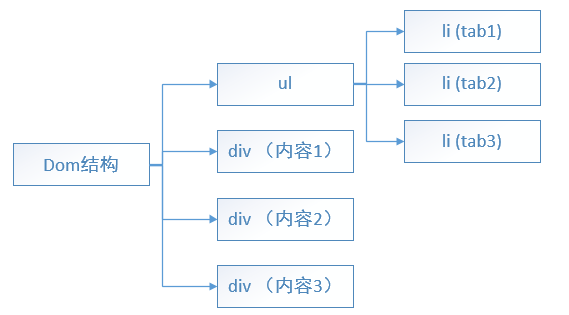 li (tab1)
ul
li (tab2)
Dom结构
div （内容1）
li (tab3)
div （内容2）
div （内容3）